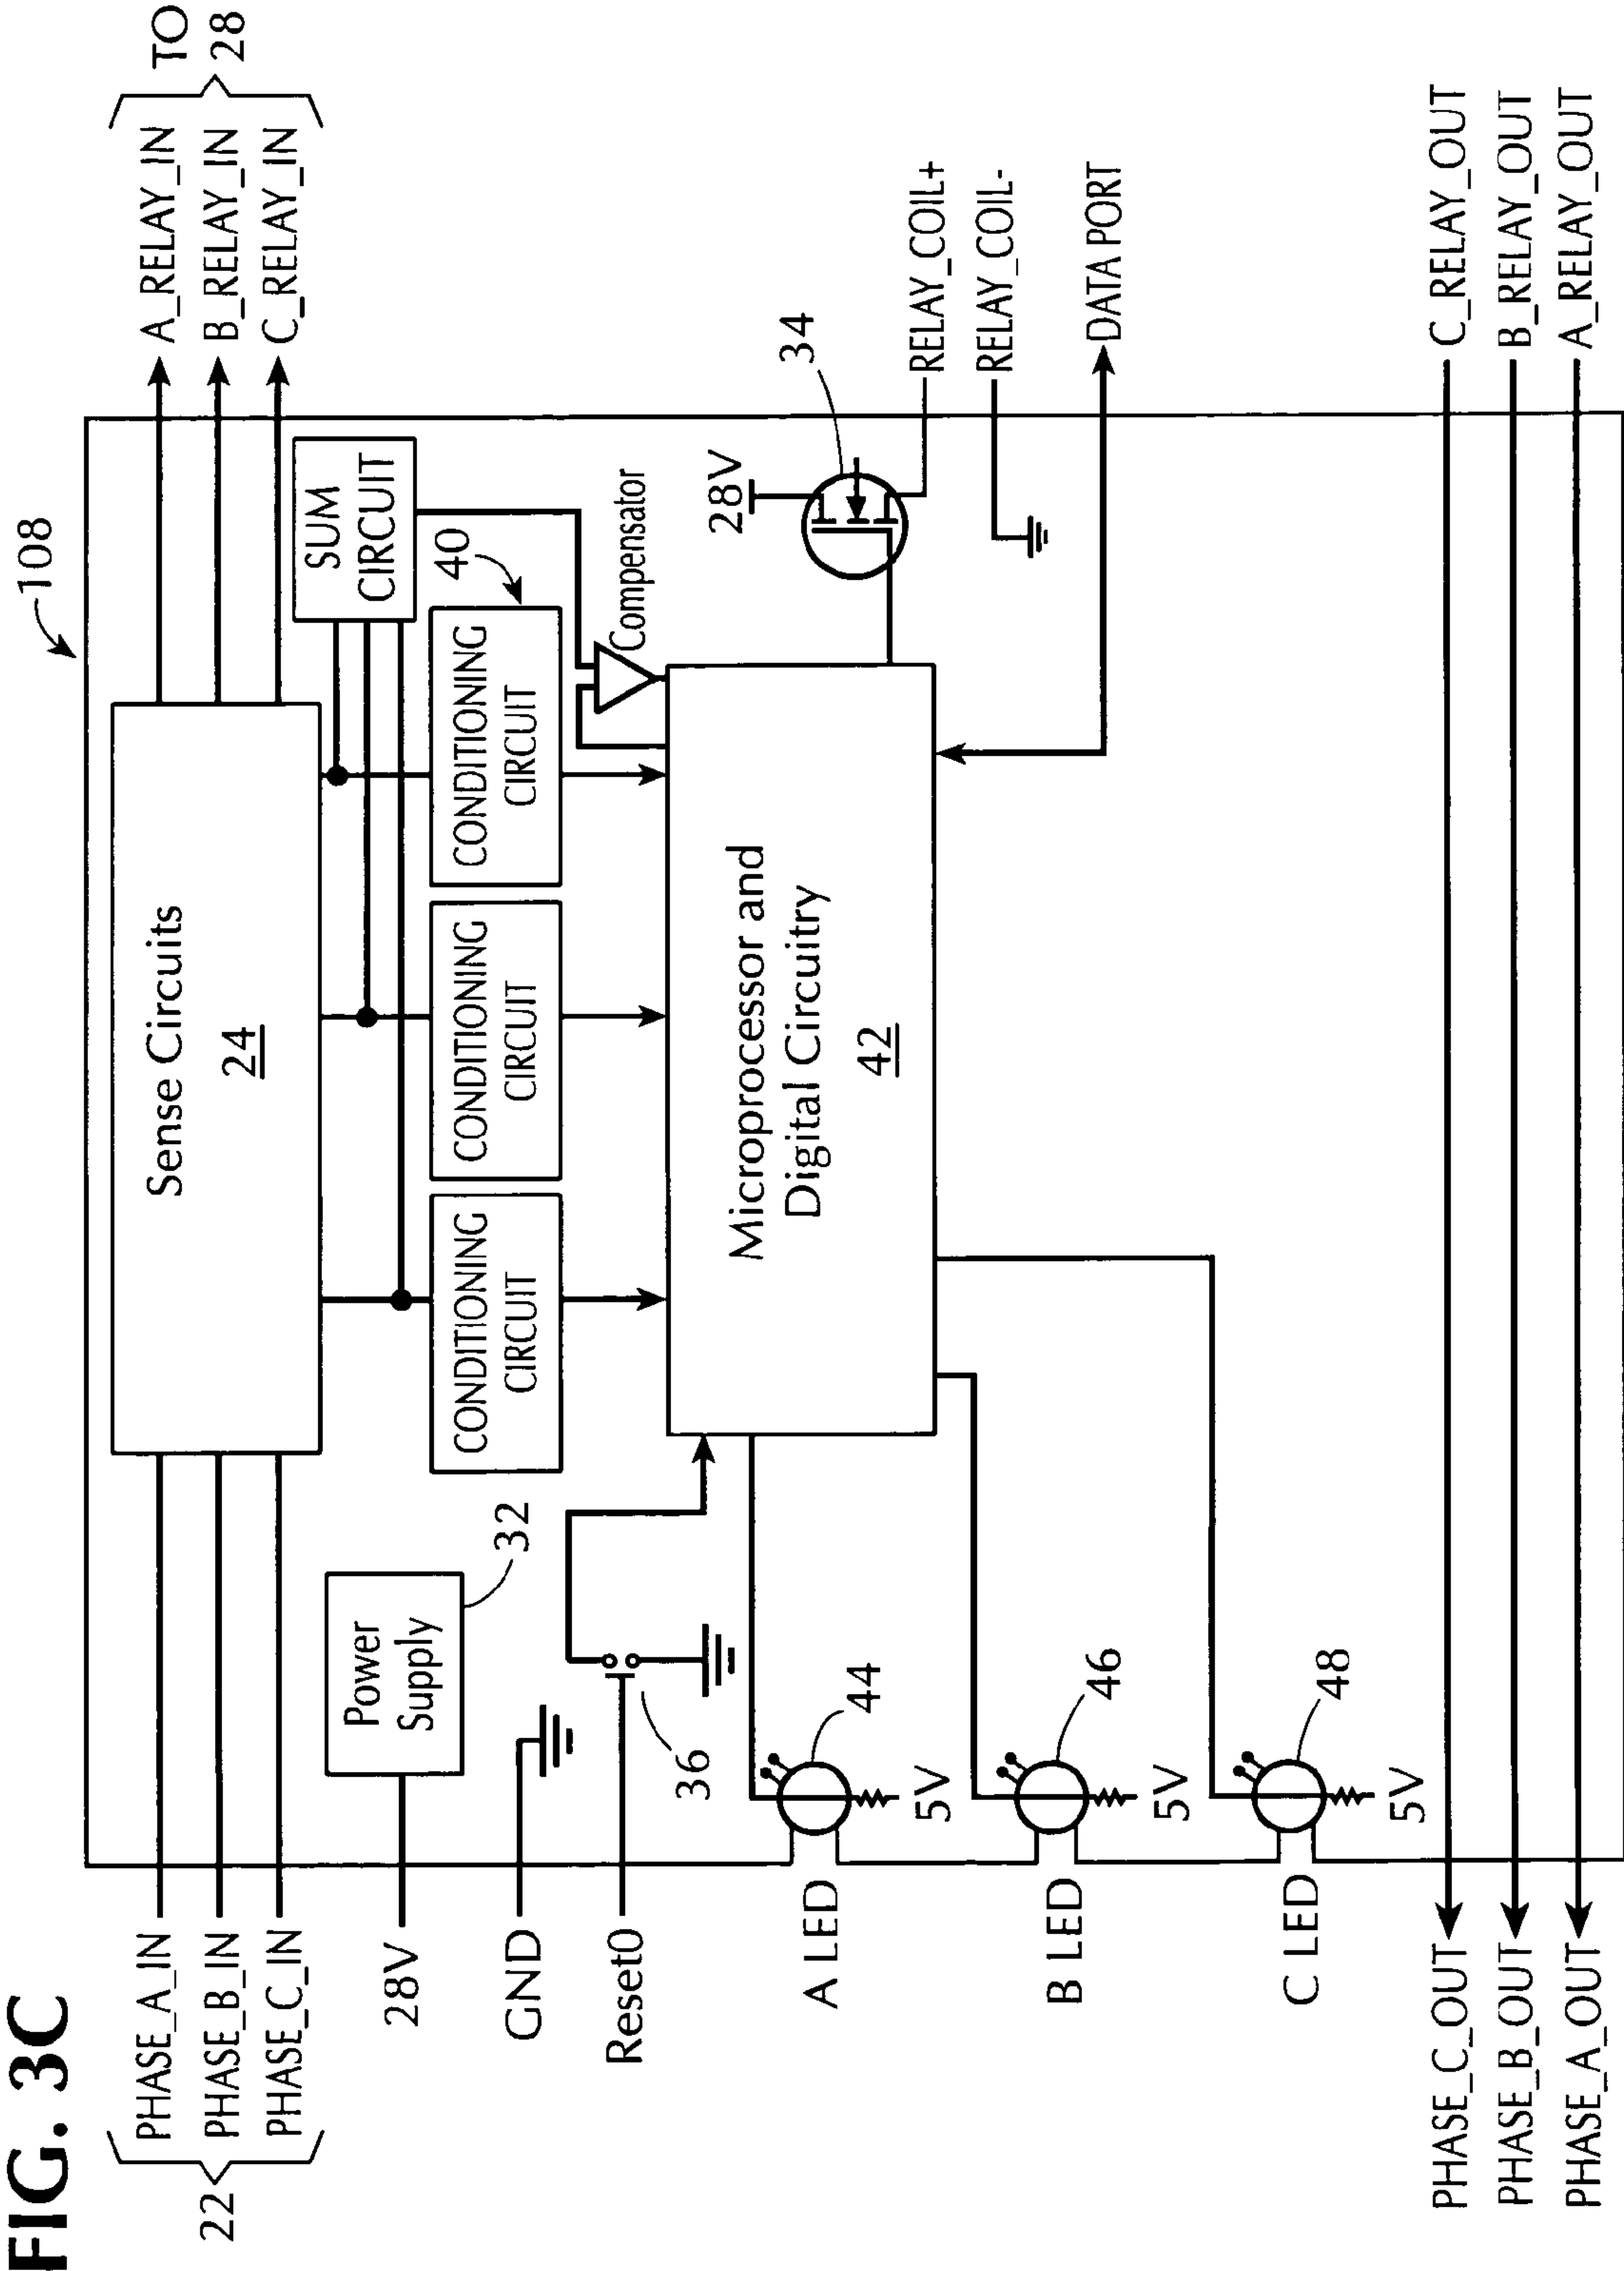 FIG. 3C
108
22
PHASE_A_IN
PHASE_B_IN
PHASE_C_IN
Sense Circuits
24
A_RELAY_IN
B_RELAY_IN
C_RELAY_IN
TO
28
28V
Power
Supply
32
SUM
CIRCUIT
40
CONDITIONING
CIRCUIT
CONDITIONING
CIRCUIT
CONDITIONING
CIRCUIT
Compensator
GND
Reset0
36
Microprocessor and
Digital Circuitry
42
28V
34
RELAY_COIL+
RELAY_COIL-
DATA PORT
A LED
44
5V
B LED
46
5V
C LED
48
5V
PHASE_C_OUT
C_RELAY_OUT
PHASE_B_OUT
B_RELAY_OUT
PHASE_A_OUT
A_RELAY_OUT